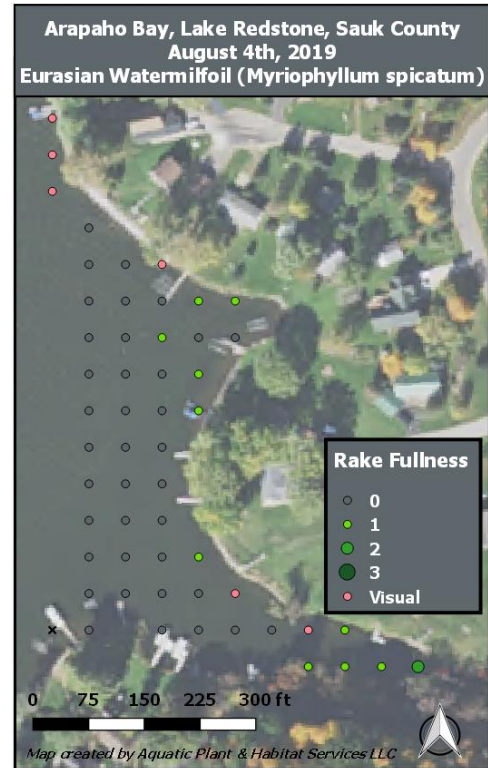 Arapaho Bay, Lake Redstone, Sauk County
August 4th, 2019
Eurasian Watermilfoil (Myriophyllum spicatum)
Rake Fullness
0
1
2
3
Visual
0 75 150 225 300 ft
Map created by Aquatic Plant & Habitat Services LLC